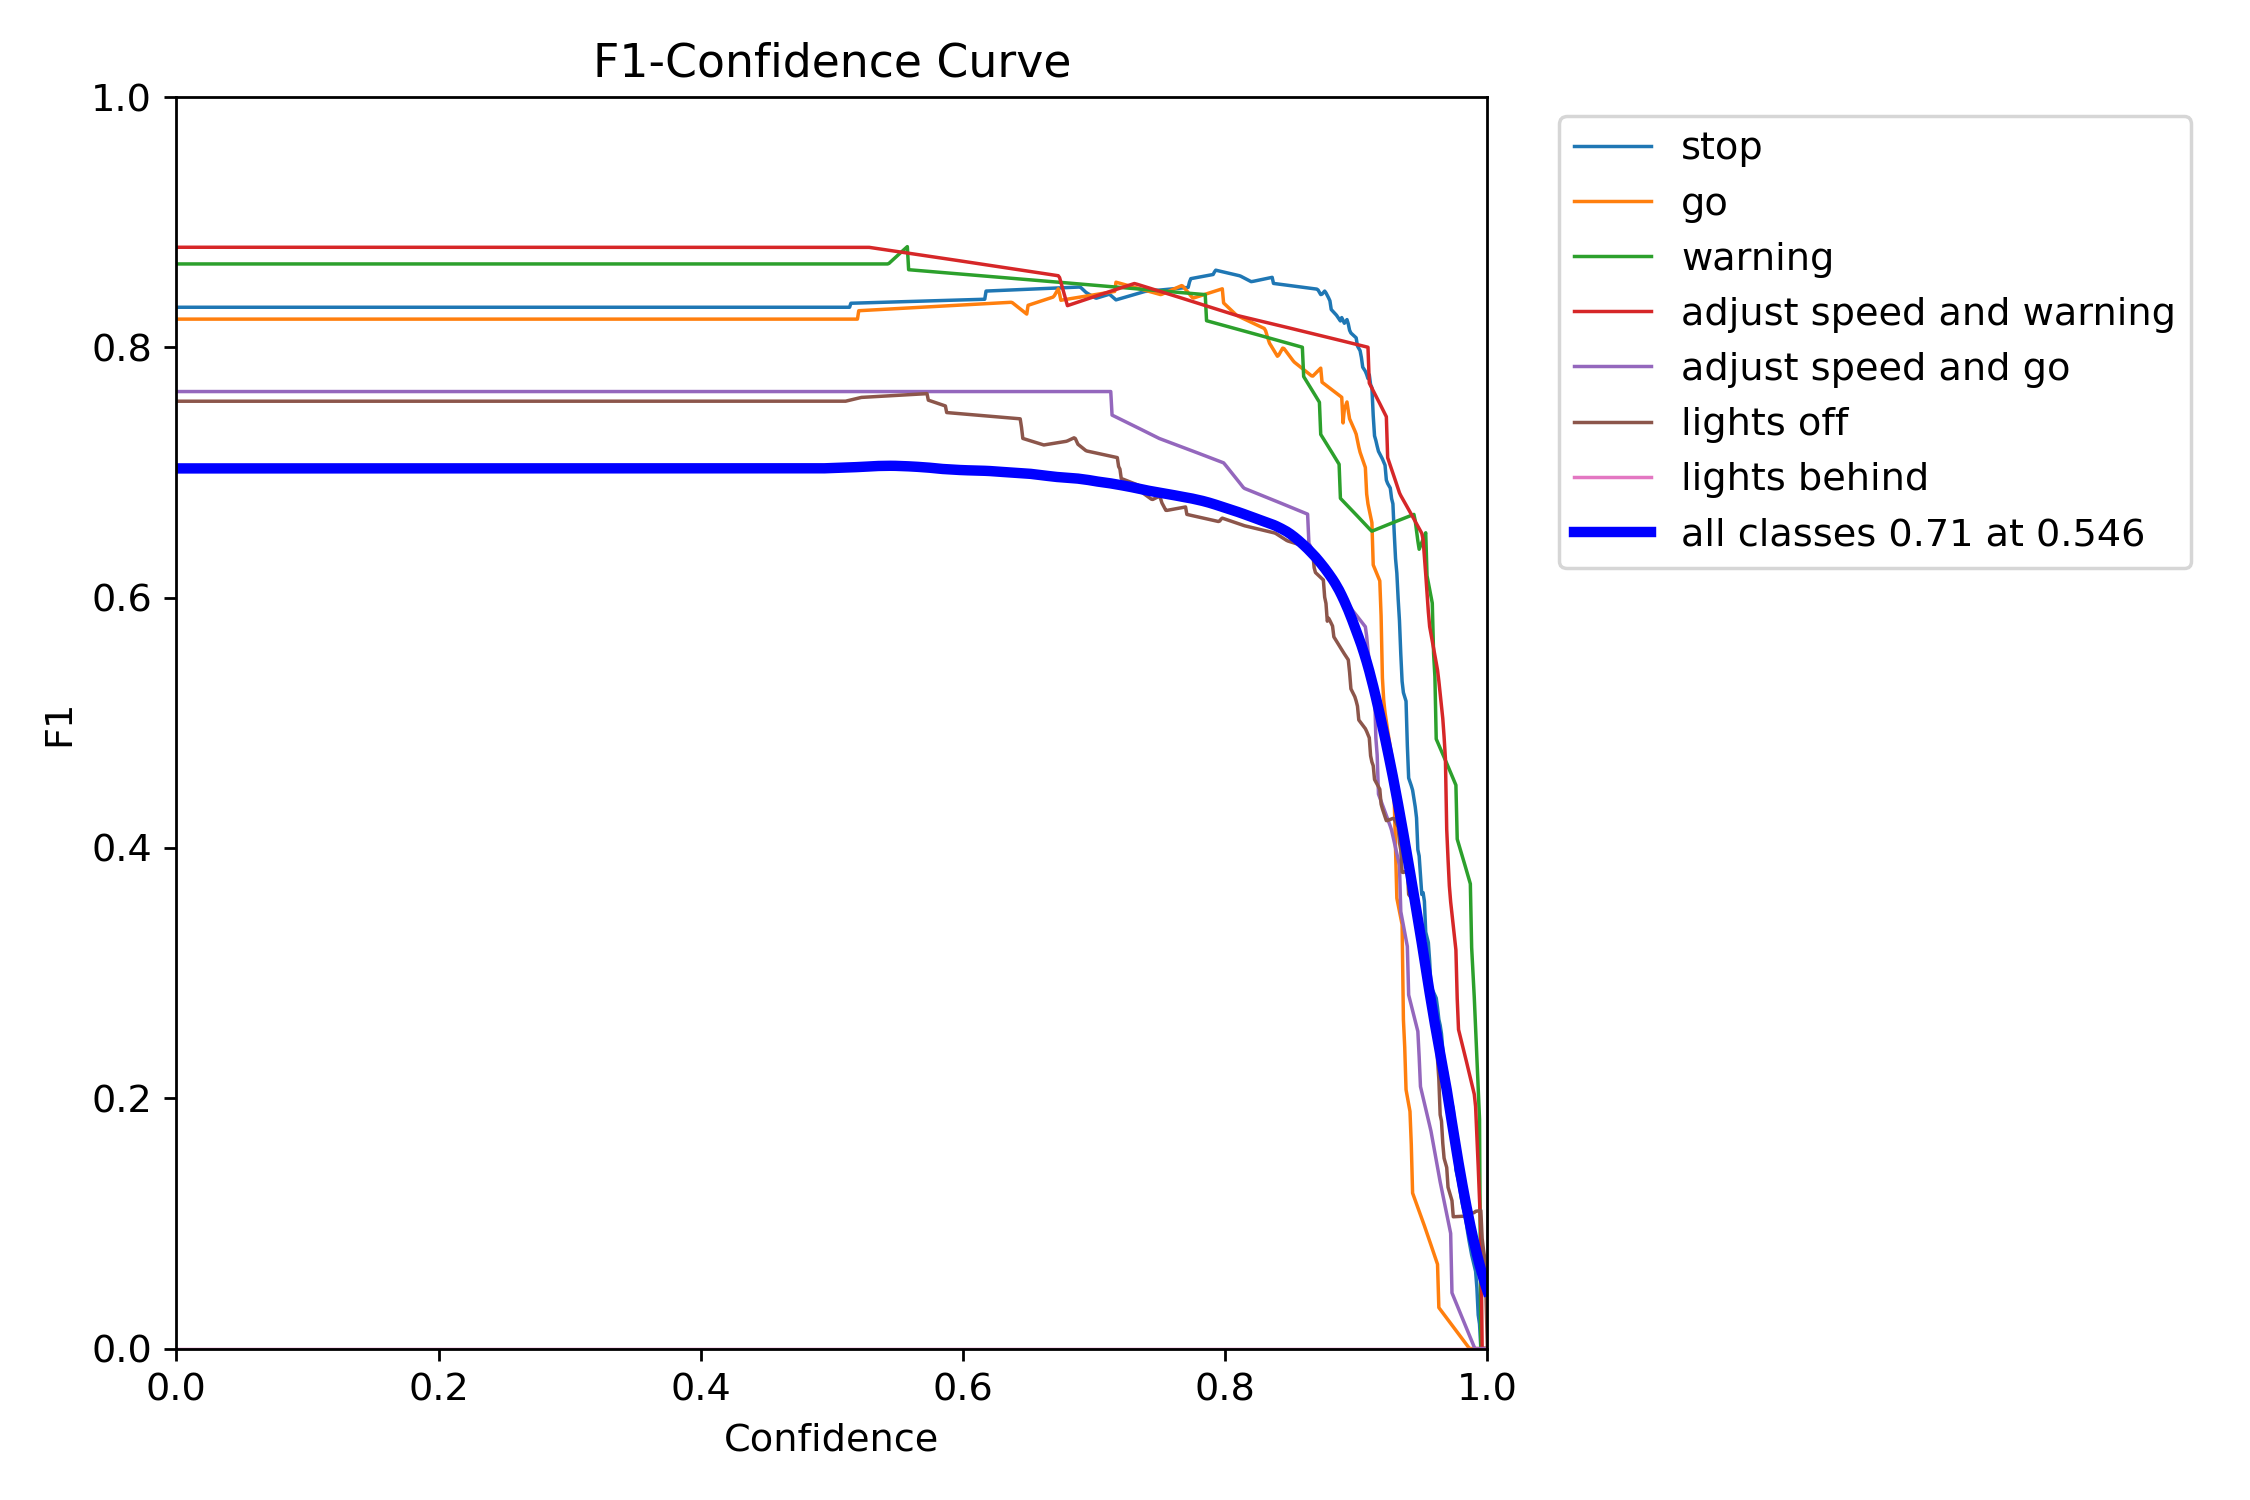 F1-Confidence Curve
1.0
0.8
0.6
0.4
0.2
0.0
F1
0.0 0.2 0.4 0.6 0.8 1.0
Confidence
stop
go
warning
adjust speed and warning
adjust speed and go
lights off
lights behind
all classes 0.71 at 0.546